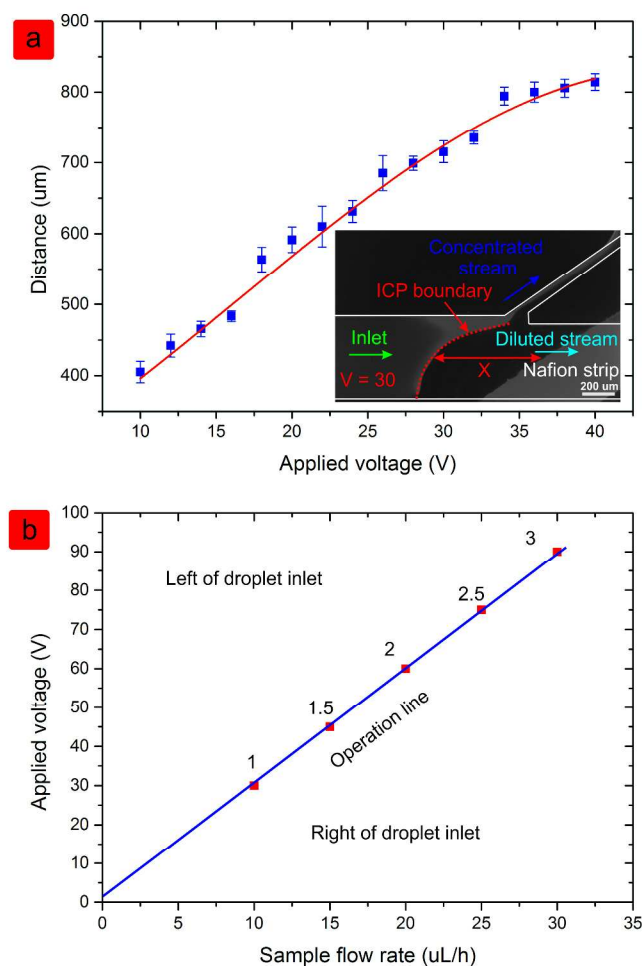 a
900
800
700
600
500
400
Distance (um)
10
15
20
25
30
35
40
Applied voltage (V)
Concentrated
stream
ICP boundary
Inlet
Diluted stream
X
V = 30
Nafion strip
200 um
b
100
90
80
70
60
50
40
30
20
10
0
Applied voltage (V)
Left of droplet inlet
3
2.5
2
1.5
1
Operation line
Right of droplet inlet
0
5
10
15
20
25
30
35
Sample flow rate (uL/h)